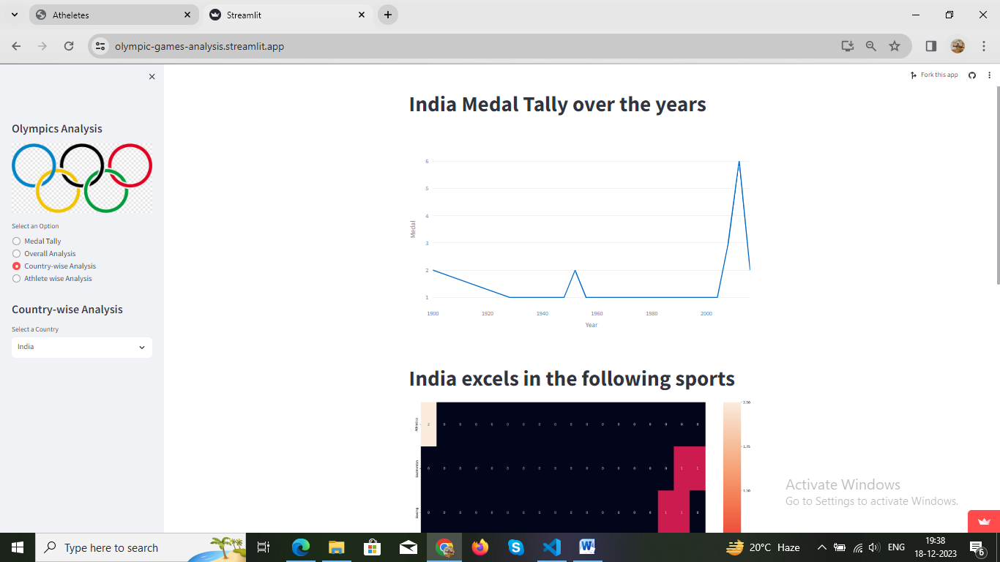 Atheletes
Streamlit
olympic-games-analysis.streamlit.app
Fork this app
Olympics Analysis
Select an Option
Medal Tally
Overall Analysis
Country-wise Analysis
Athlete wise Analysis
Country-wise Analysis
Select a Country
India
India Medal Tally over the years
6
5
4
3
2
1
Medal
1900 1920 1940 1960 1980 2000
Year
India excels in the following sports
Athletics
2 0 0 0 0 0 0 0 0 0 0 0 0 0 0 0 0 0
Badminton
0 0 0 0 0 0 0 0 0 0 0 0 0 0 0 0 1 1
Boxing
0 0 0 0 0 0 0 0 0 0 0 0 0 0 0 1 1 0
2.00
1.75
1.50
Activate Windows
Go to Settings to activate Windows.
Type here to search
20°C Haze
ENG
19:38
18-12-2023
6